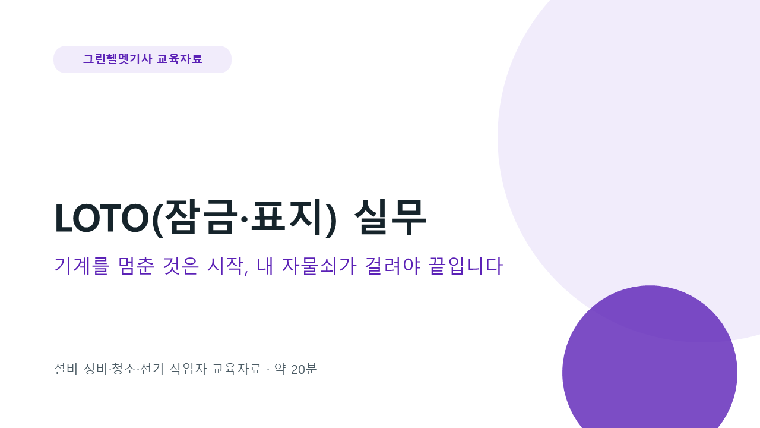 그린헬멧기사 교육자료
LOTO(잠금·표지) 실무
기계를 멈춘 것은 시작, 내 자물쇠가 걸려야 끝입니다
설비 정비·청소·전기 작업자 교육자료 · 약 20분